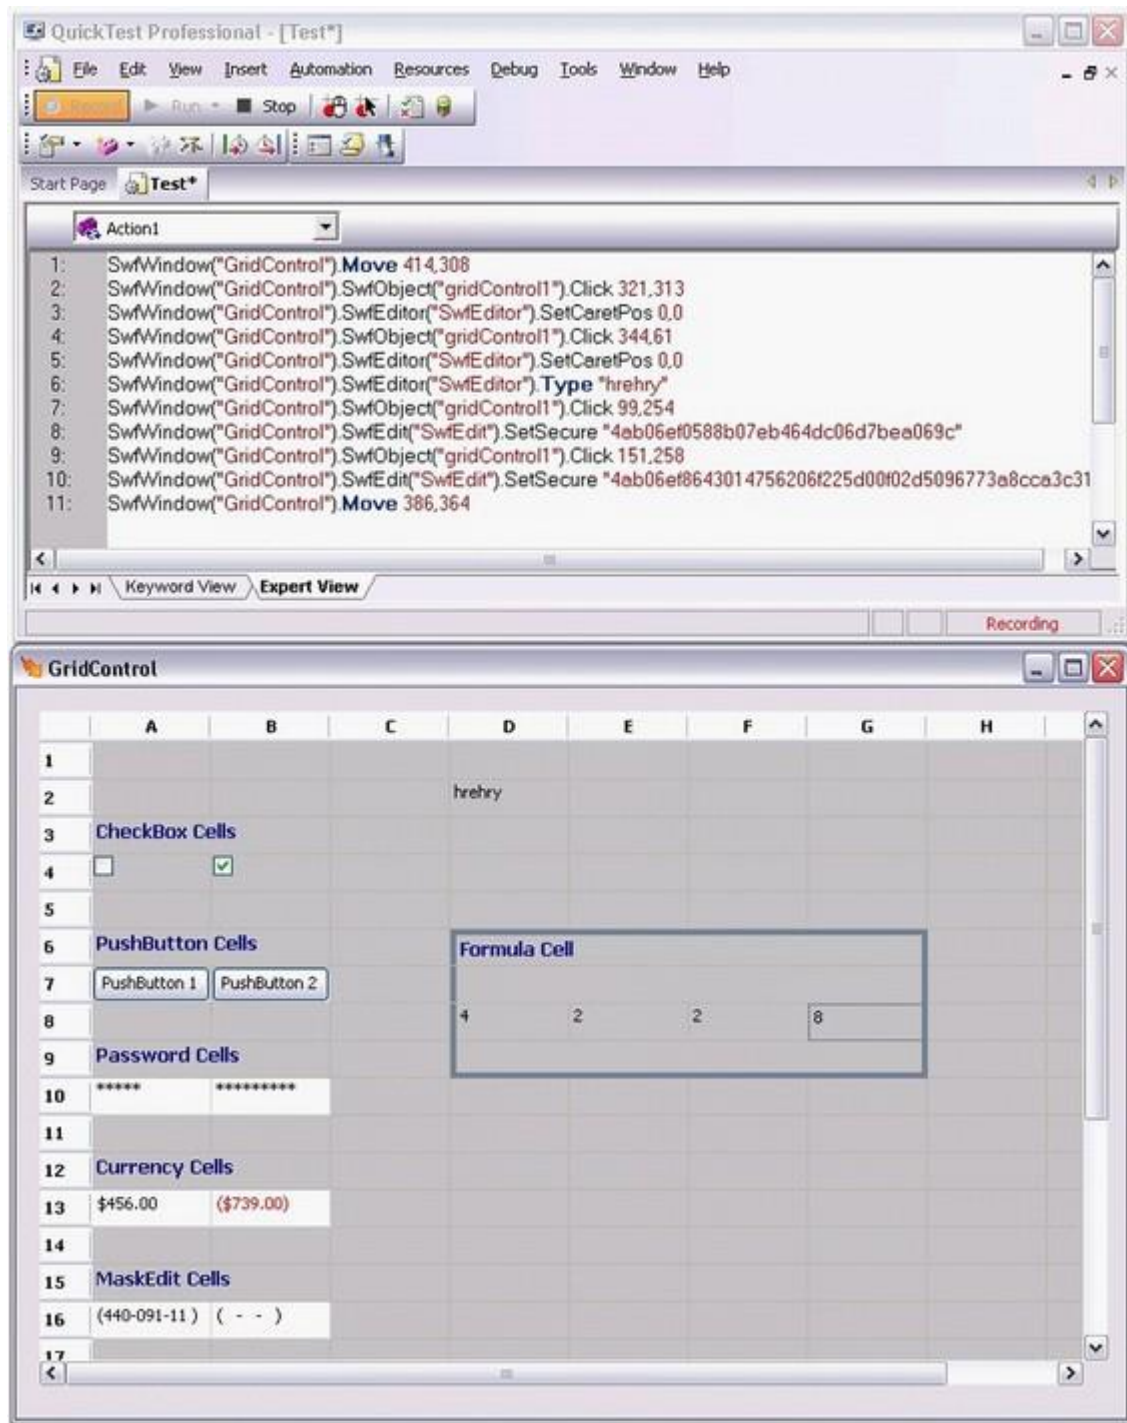 QuickTest Professional - [Test*]
File Edit View Insert Automation Resources Debug Tools Window Help
Record Run Stop
Start Page Test*
Action1
1: SwfWindow("GridControl").Move 414,308
2: SwfWindow("GridControl").SwfObject("gridControl1").Click 321,313
3: SwfWindow("GridControl").SwfEditor("SwfEditor").SetCaretPos 0,0
4: SwfWindow("GridControl").SwfObject("gridControl1").Click 344,61
5: SwfWindow("GridControl").SwfEditor("SwfEditor").SetCaretPos 0,0
6: SwfWindow("GridControl").SwfEditor("SwfEditor").Type "hrehry"
7: SwfWindow("GridControl").SwfObject("gridControl1").Click 99,254
8: SwfWindow("GridControl").SwfEdit("SwfEdit").SetSecure "4ab06ef0588b07eb464dc06d7bea069c"
9: SwfWindow("GridControl").SwfObject("gridControl1").Click 151,258
10: SwfWindow("GridControl").SwfEdit("SwfEdit").SetSecure "4ab06ef8643014756206f225d00f02d5096773a8cca3c31
11: SwfWindow("GridControl").Move 386,364
Keyword View Expert View
Recording
GridControl
A B C D E F G H
1
2 hrehry
3 CheckBox Cells
4
5
6 PushButton Cells Formula Cell
7 PushButton 1 PushButton 2
8 4 2 2 8
9 Password Cells
10 ***** *********
11
12 Currency Cells
13 $456.00 ($739.00)
14
15 MaskEdit Cells
16 (440-091-11 ) ( - - )
17